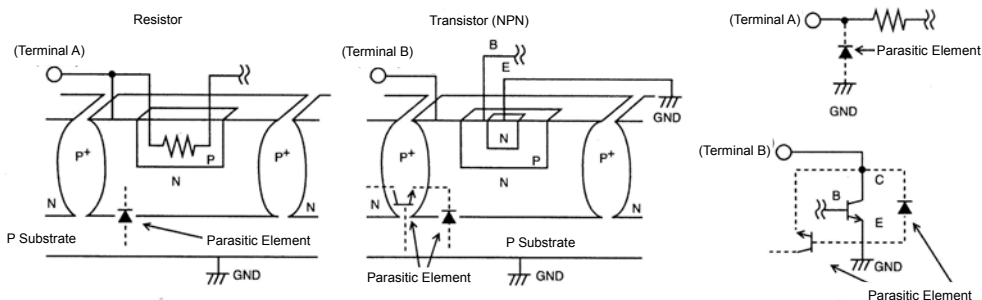 Resistor
(Terminal A)
P+
P
N
P+
N
N
P Substrate
Parasitic Element
GND
Transistor (NPN)
(Terminal B)
B
E
GND
P+
N
P
P+
N
N
N
P Substrate
Parasitic Element
GND
(Terminal A)
Parasitic Element
GND
(Terminal B)
C
B
E
GND
Parasitic Element